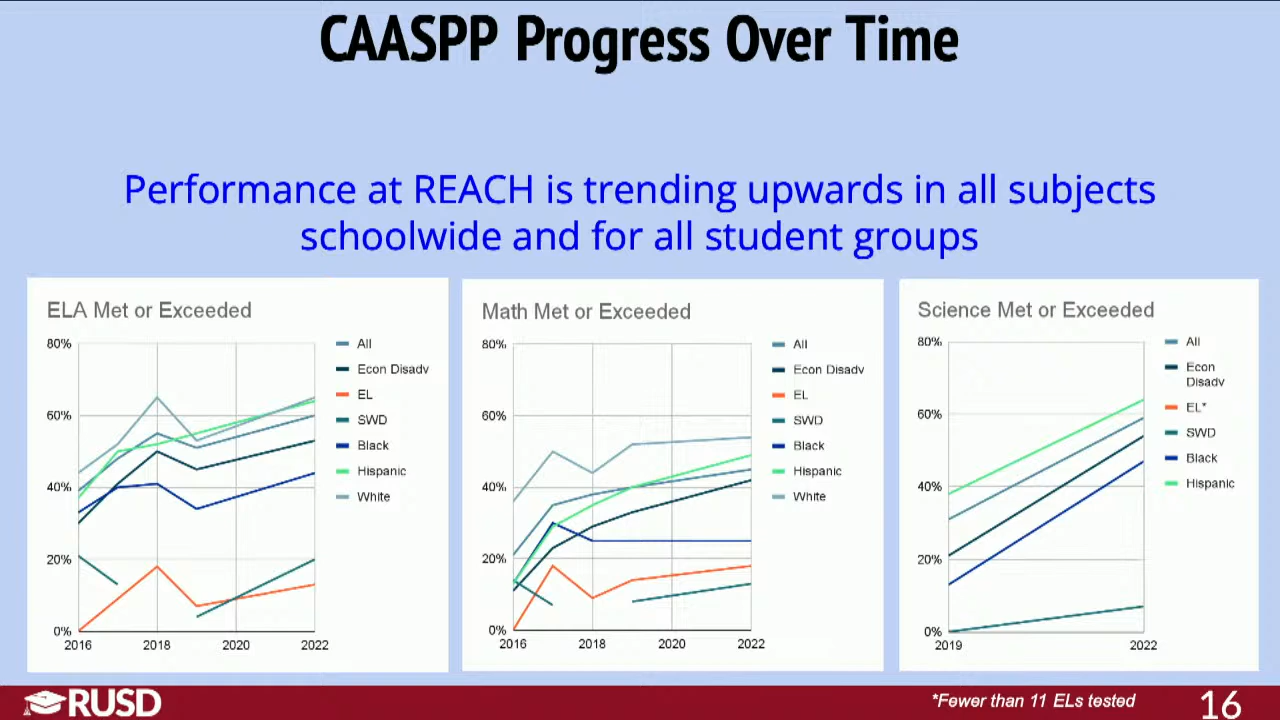 CAASPP Progress Over Time
Performance at REACH is trending upwards in all subjects
schoolwide and for all student groups
ELA Met or Exceeded
80%
60%
40%
20%
0%
2016
2018
2020
2022
All
Econ Disadv
EL
SWD
Black
Hispanic
White
Math Met or Exceeded
80%
60%
40%
20%
0%
2016
2018
2020
2022
All
Econ Disadv
EL
SWD
Black
Hispanic
White
Science Met or Exceeded
80%
60%
40%
20%
0%
2019
2022
All
Econ
Disadv
EL*
SWD
Black
Hispanic
RUSD
*Fewer than 11 ELs tested
16